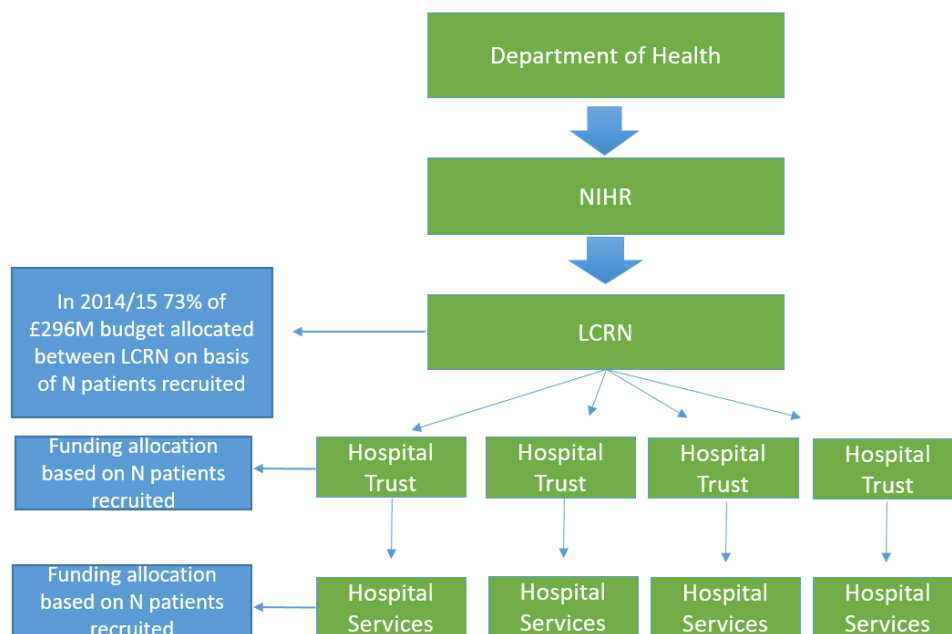 Department of Health
NIHR
In 2014/15 73% of
£296M budget allocated
between LCRN on basis
of N patients recruited
LCRN
Funding allocation
based on N patients
recruited
Hospital
Trust
Hospital
Trust
Hospital
Trust
Hospital
Trust
Funding allocation
based on N patients
recruited
Hospital
Services
Hospital
Services
Hospital
Services
Hospital
Services